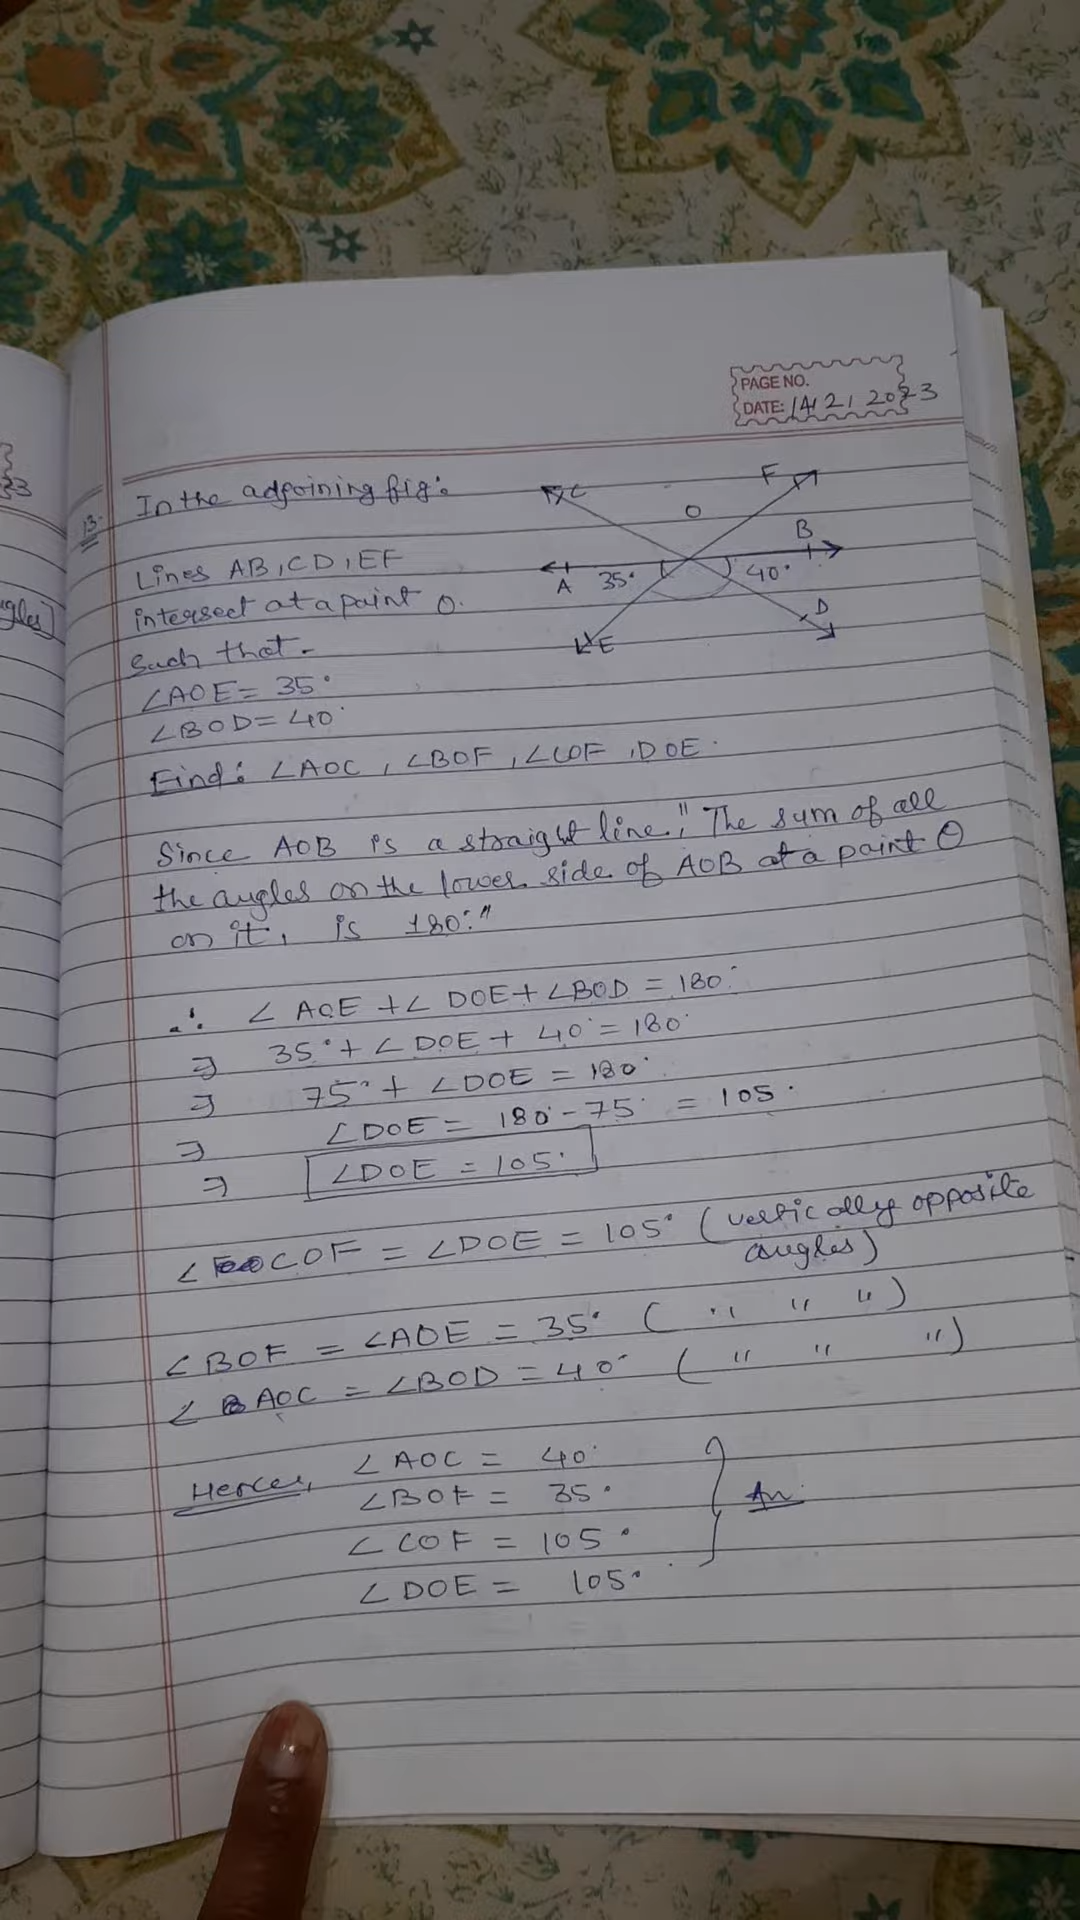 PAGE NO.
DATE: 14/2/2023
13.
In the adjoining fig:
C F
O
B
A 35° 40°
D
E
Lines AB, CD, EF
intersect at a point O.
Such that.
∠AOE = 35°
∠BOD = 40°
Find: ∠AOC, ∠BOF, ∠COF, DOE.
Since AOB is a straight line, "The sum of all
the angles on the lower side of AOB at a point O
on it, is 180°."
∴ ∠AOE + ∠DOE + ∠BOD = 180°
⇒ 35° + ∠DOE + 40° = 180°
⇒ 75° + ∠DOE = 180°
⇒ ∠DOE = 180° - 75° = 105°
⇒ ∠DOE = 105°
∠COF = ∠DOE = 105° (vertically opposite
angles)
∠BOF = ∠AOE = 35° ( " " " )
∠AOC = ∠BOD = 40° ( " " " )
Hence, ∠AOC = 40°
∠BOF = 35° An.
∠COF = 105°
∠DOE = 105°